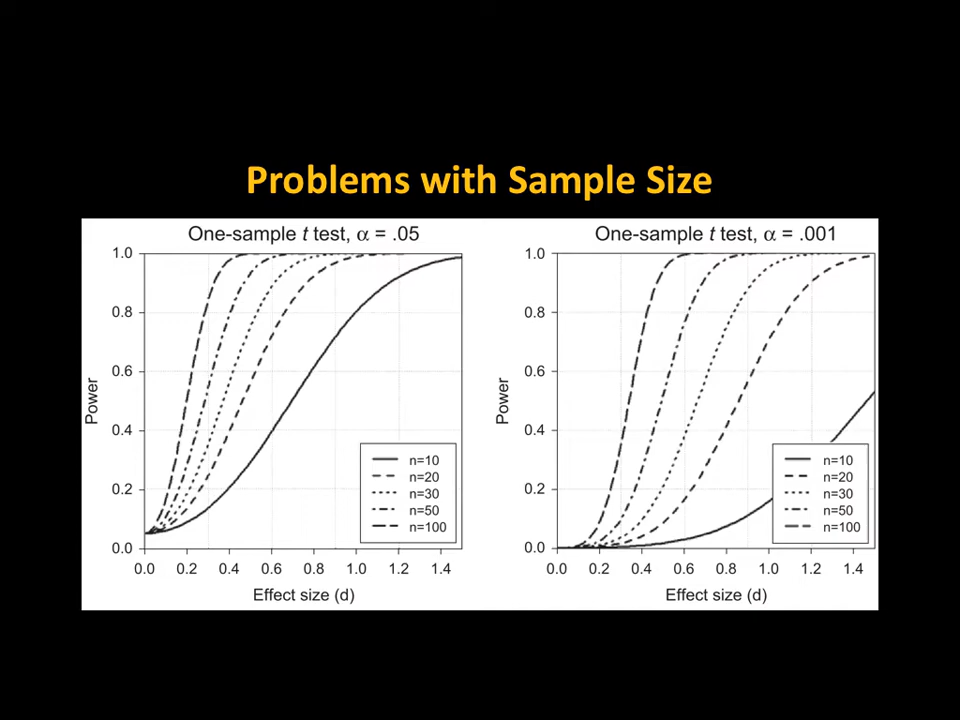 Problems with Sample Size
One-sample t test, α = .05
1.0
0.8
0.6
0.4
0.2
0.0
Power
0.0 0.2 0.4 0.6 0.8 1.0 1.2 1.4
Effect size (d)
n=10
n=20
n=30
n=50
n=100
One-sample t test, α = .001
1.0
0.8
0.6
0.4
0.2
0.0
Power
0.0 0.2 0.4 0.6 0.8 1.0 1.2 1.4
Effect size (d)
n=10
n=20
n=30
n=50
n=100